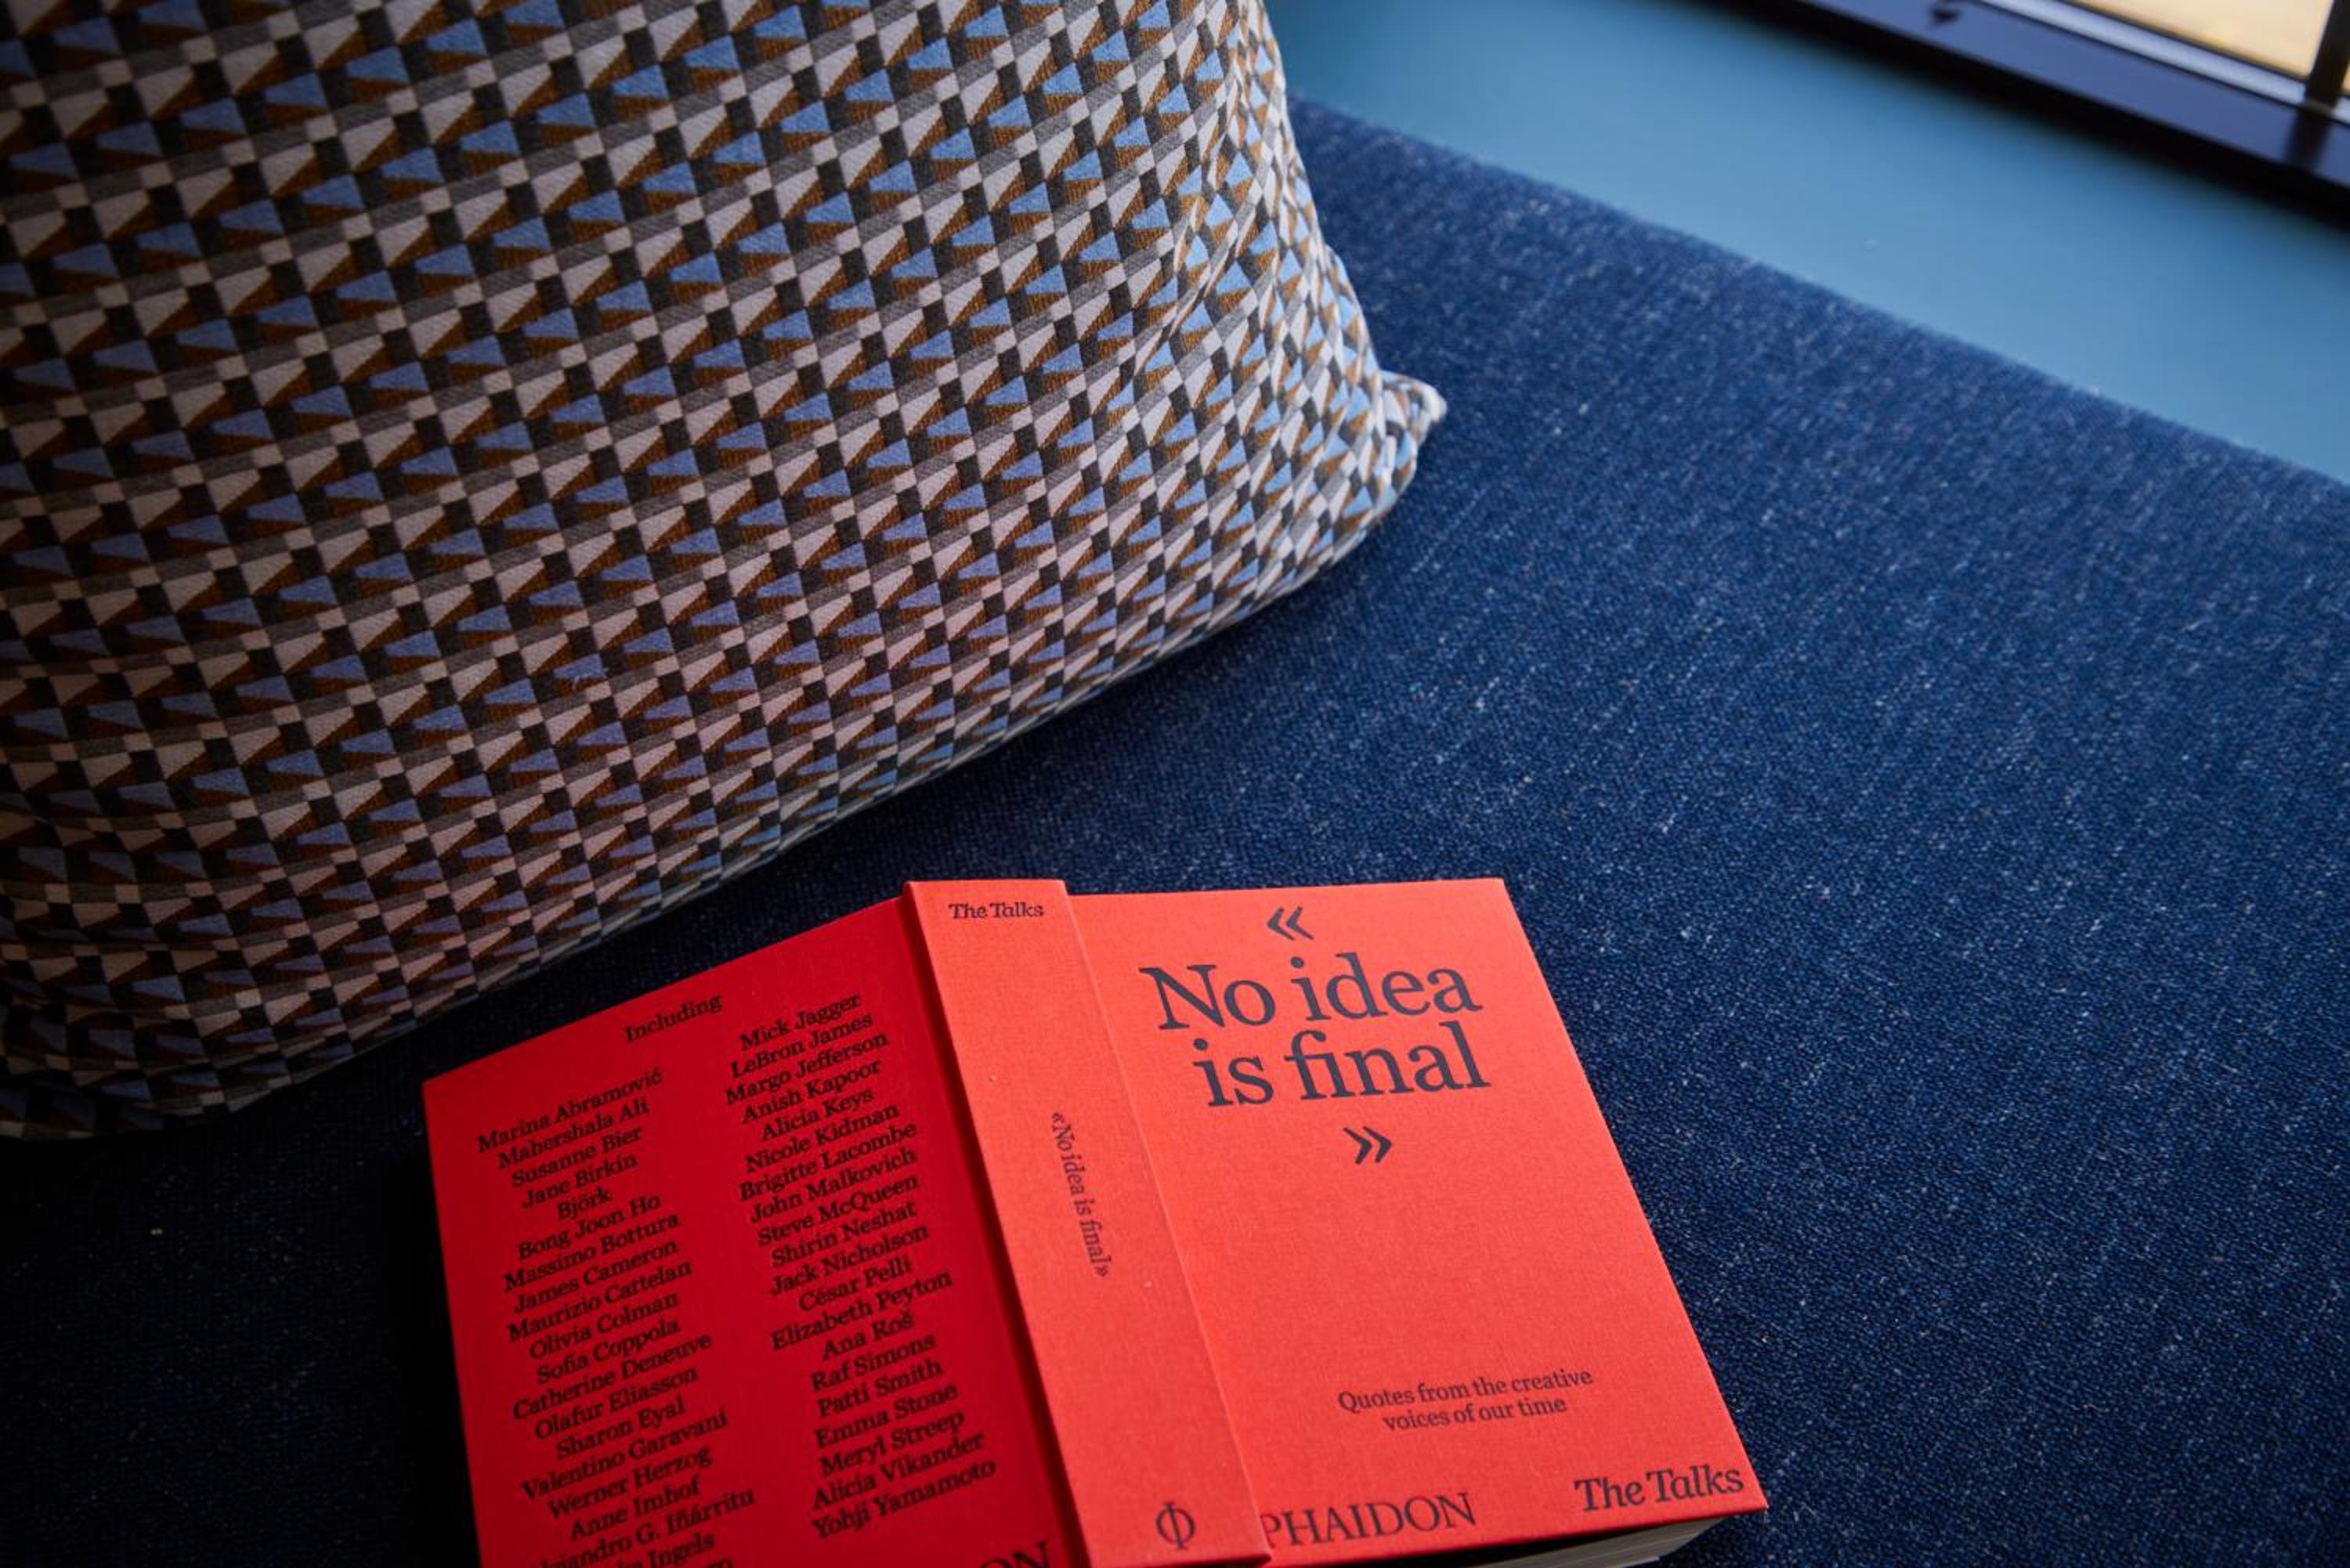 Including
Marina Abramović
Mahershala Ali
Susanne Bier
Jane Birkin
Björk
Bong Joon Ho
Massimo Bottura
James Cameron
Maurizio Cattelan
Olivia Colman
Sofia Coppola
Catherine Deneuve
Olafur Eliasson
Sharon Eyal
Valentino Garavani
Werner Herzog
Anne Imhof
G. Iñárritu
Ingels
Mick Jagger
LeBron James
Margo Jefferson
Anish Kapoor
Alicia Keys
Nicole Kidman
Brigitte Lacombe
John Malkovich
Steve McQueen
Shirin Neshat
Jack Nicholson
César Pelli
Elizabeth Peyton
Ana Roš
Raf Simons
Patti Smith
Emma Stone
Meryl Streep
Alicia Vikander
Yohji Yamamoto
The Talks
«No idea is final»
«
No idea
is final
»
Quotes from the creative
voices of our time
PHAIDON
The Talks